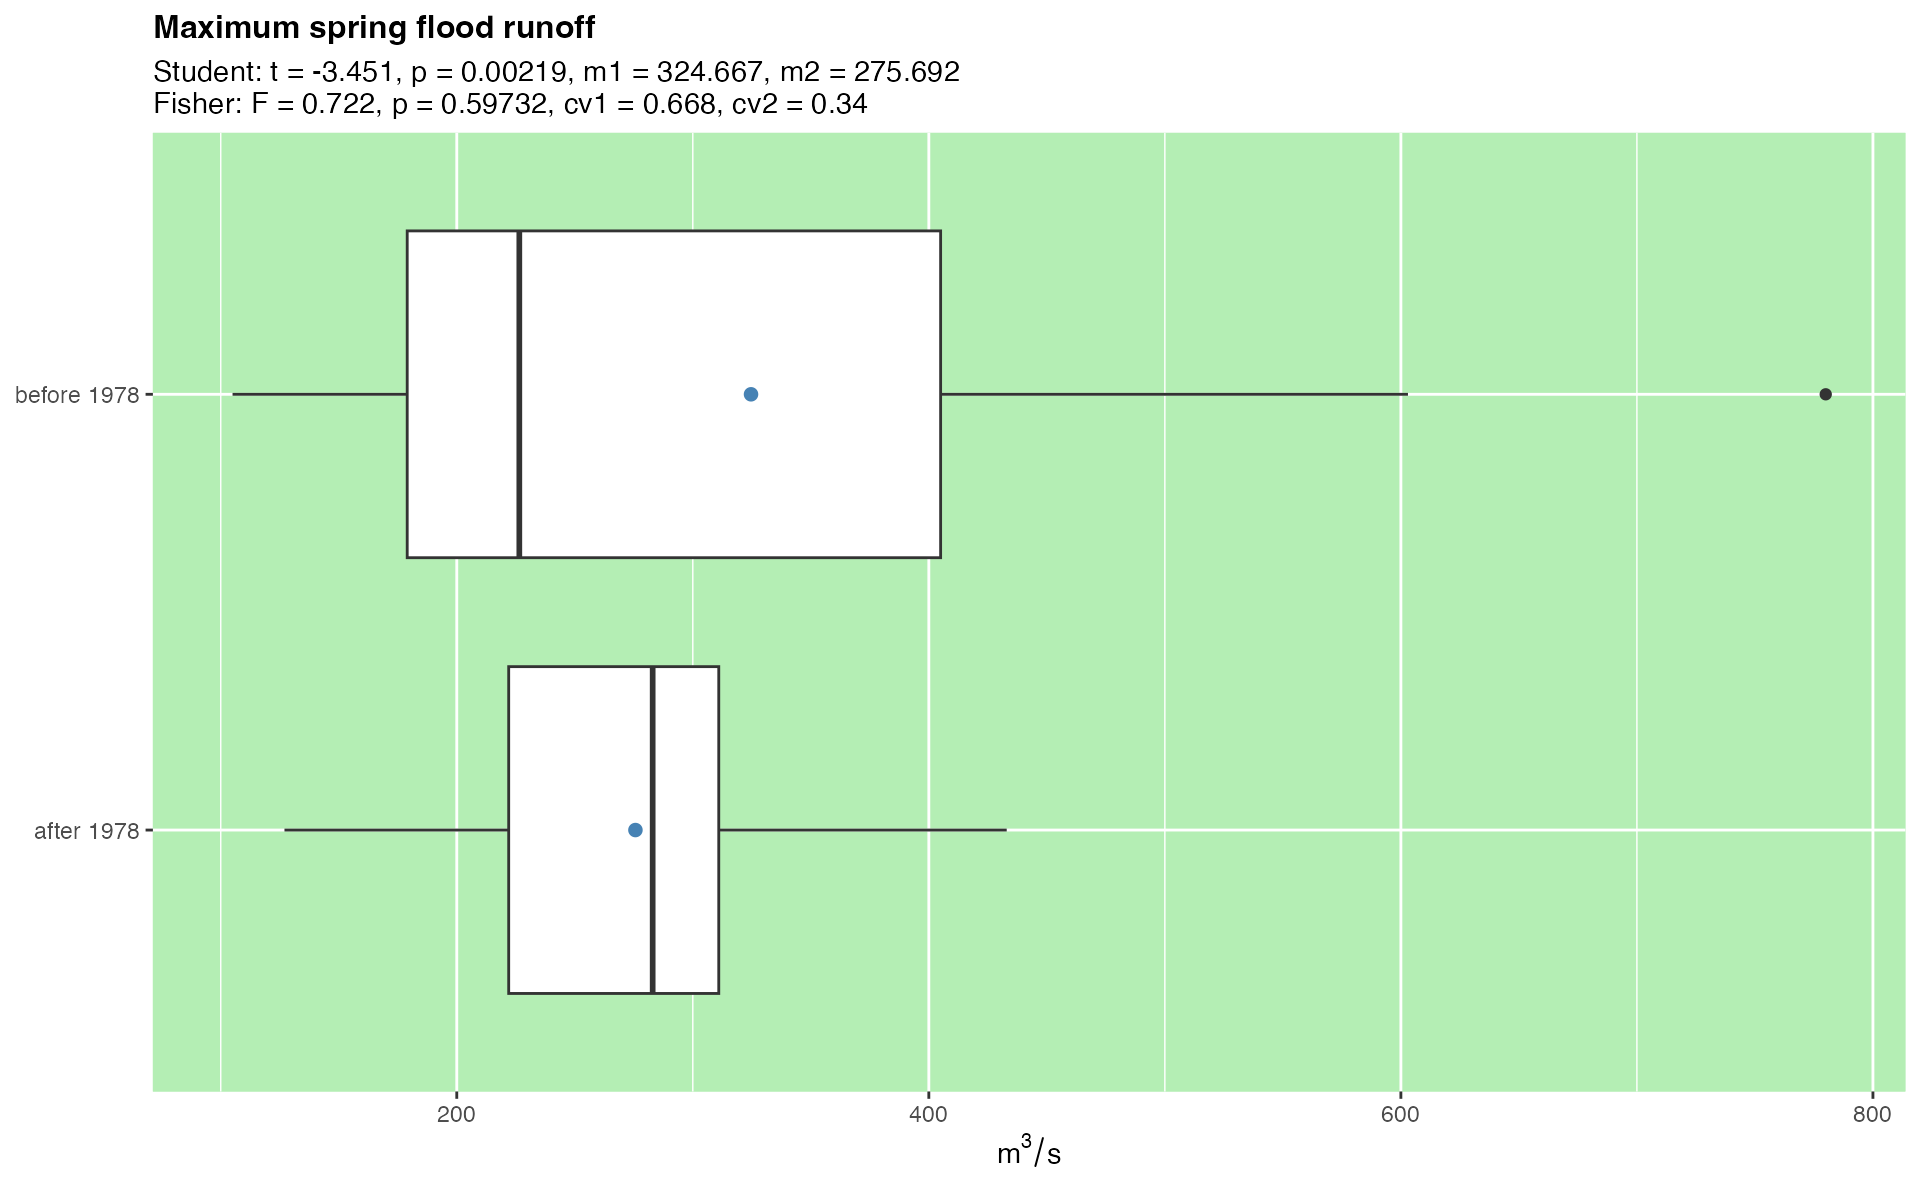 Maximum spring flood runoff
Student: t = -3.451, p = 0.00219, m1 = 324.667, m2 = 275.692
Fisher: F = 0.722, p = 0.59732, cv1 = 0.668, cv2 = 0.34
before 1978
after 1978
200 400 600 800
m³/s